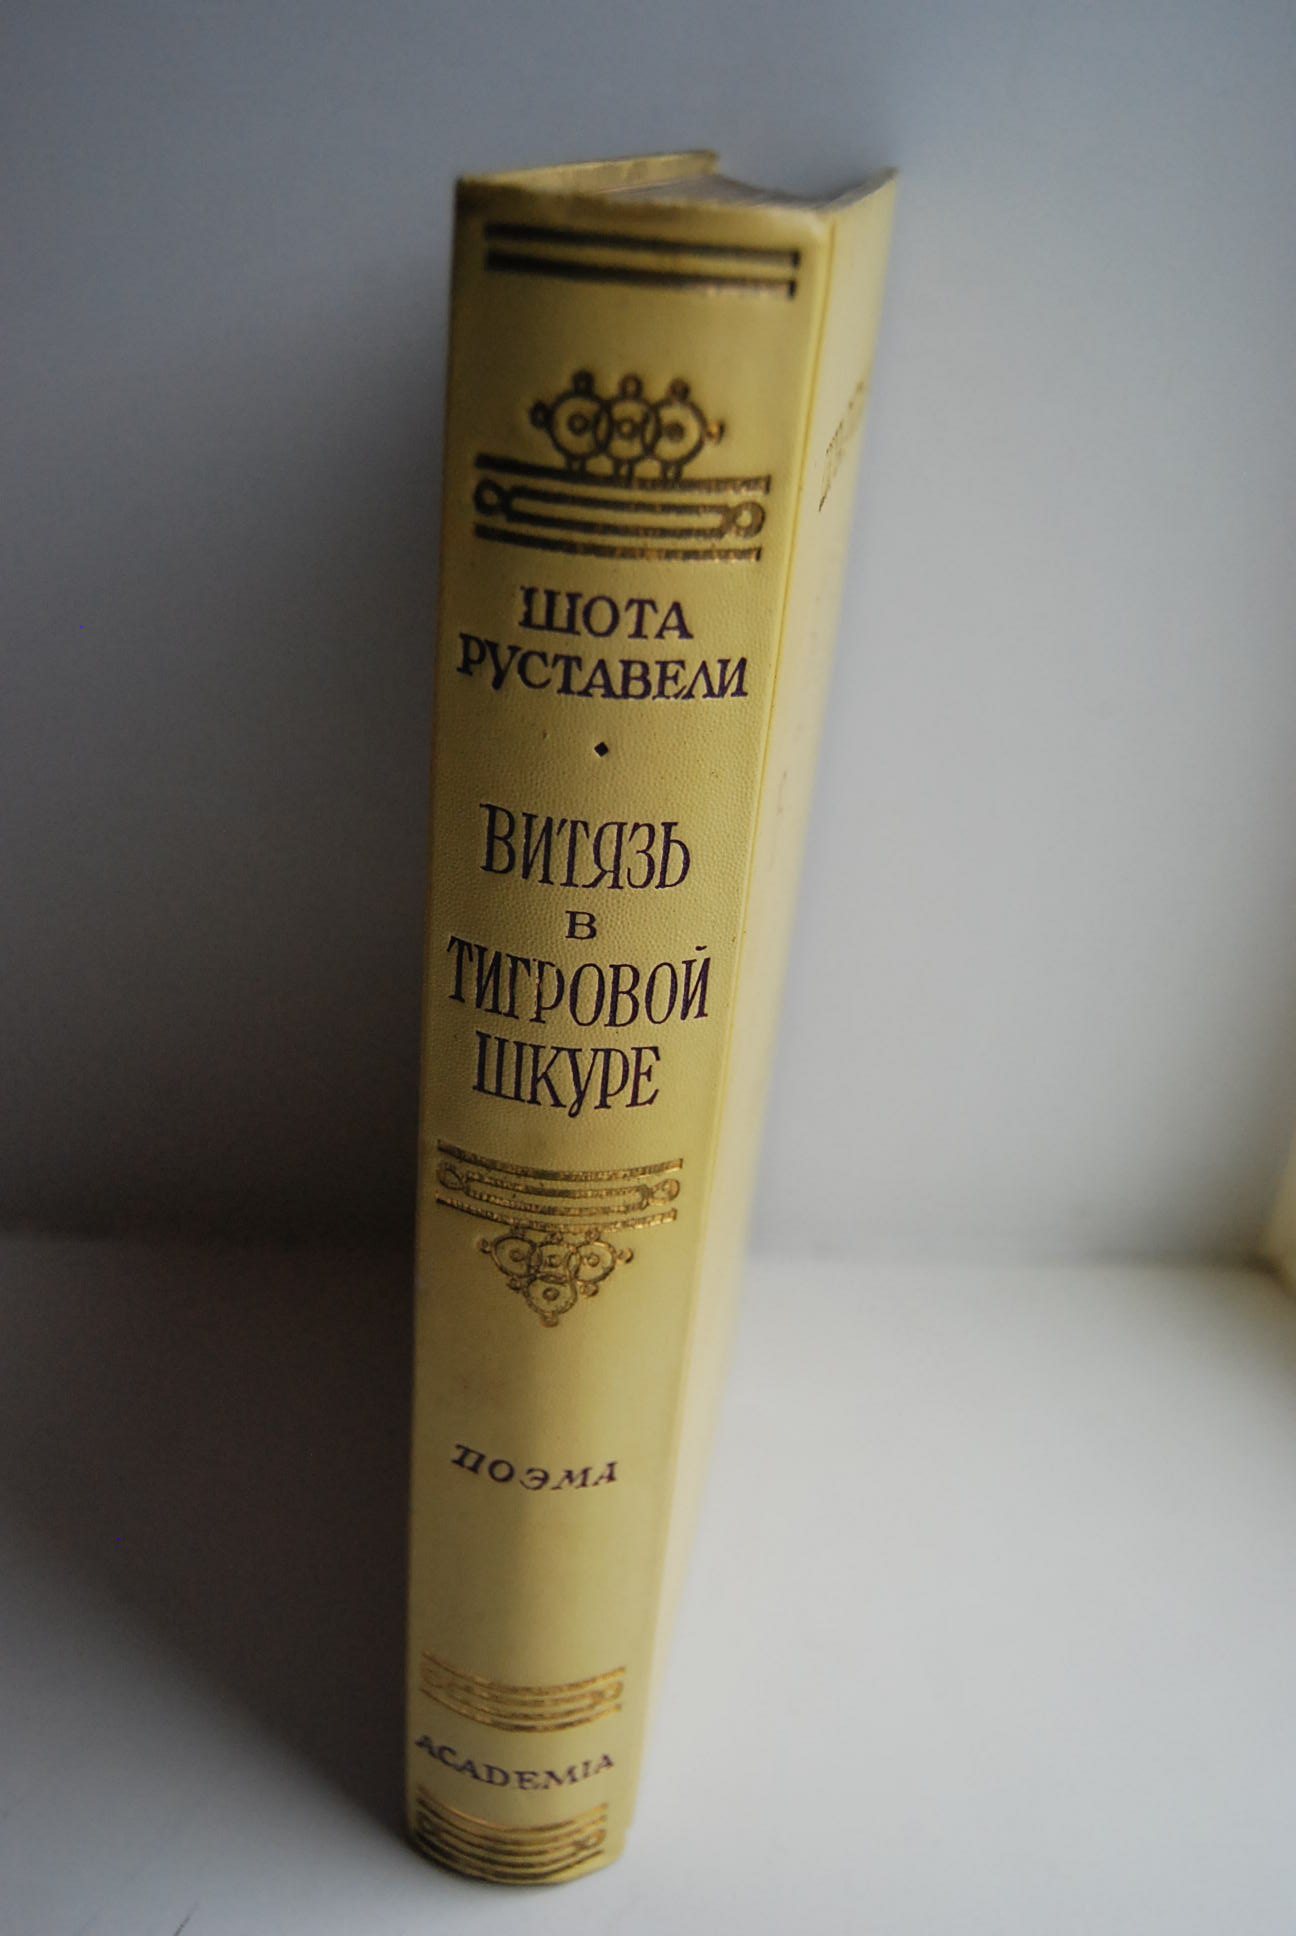 ШОТА
РУСТАВЕЛИ
ВИТЯЗЬ
В
ТИГРОВОЙ
ШКУРЕ
ПОЭМА
ACADEMIA